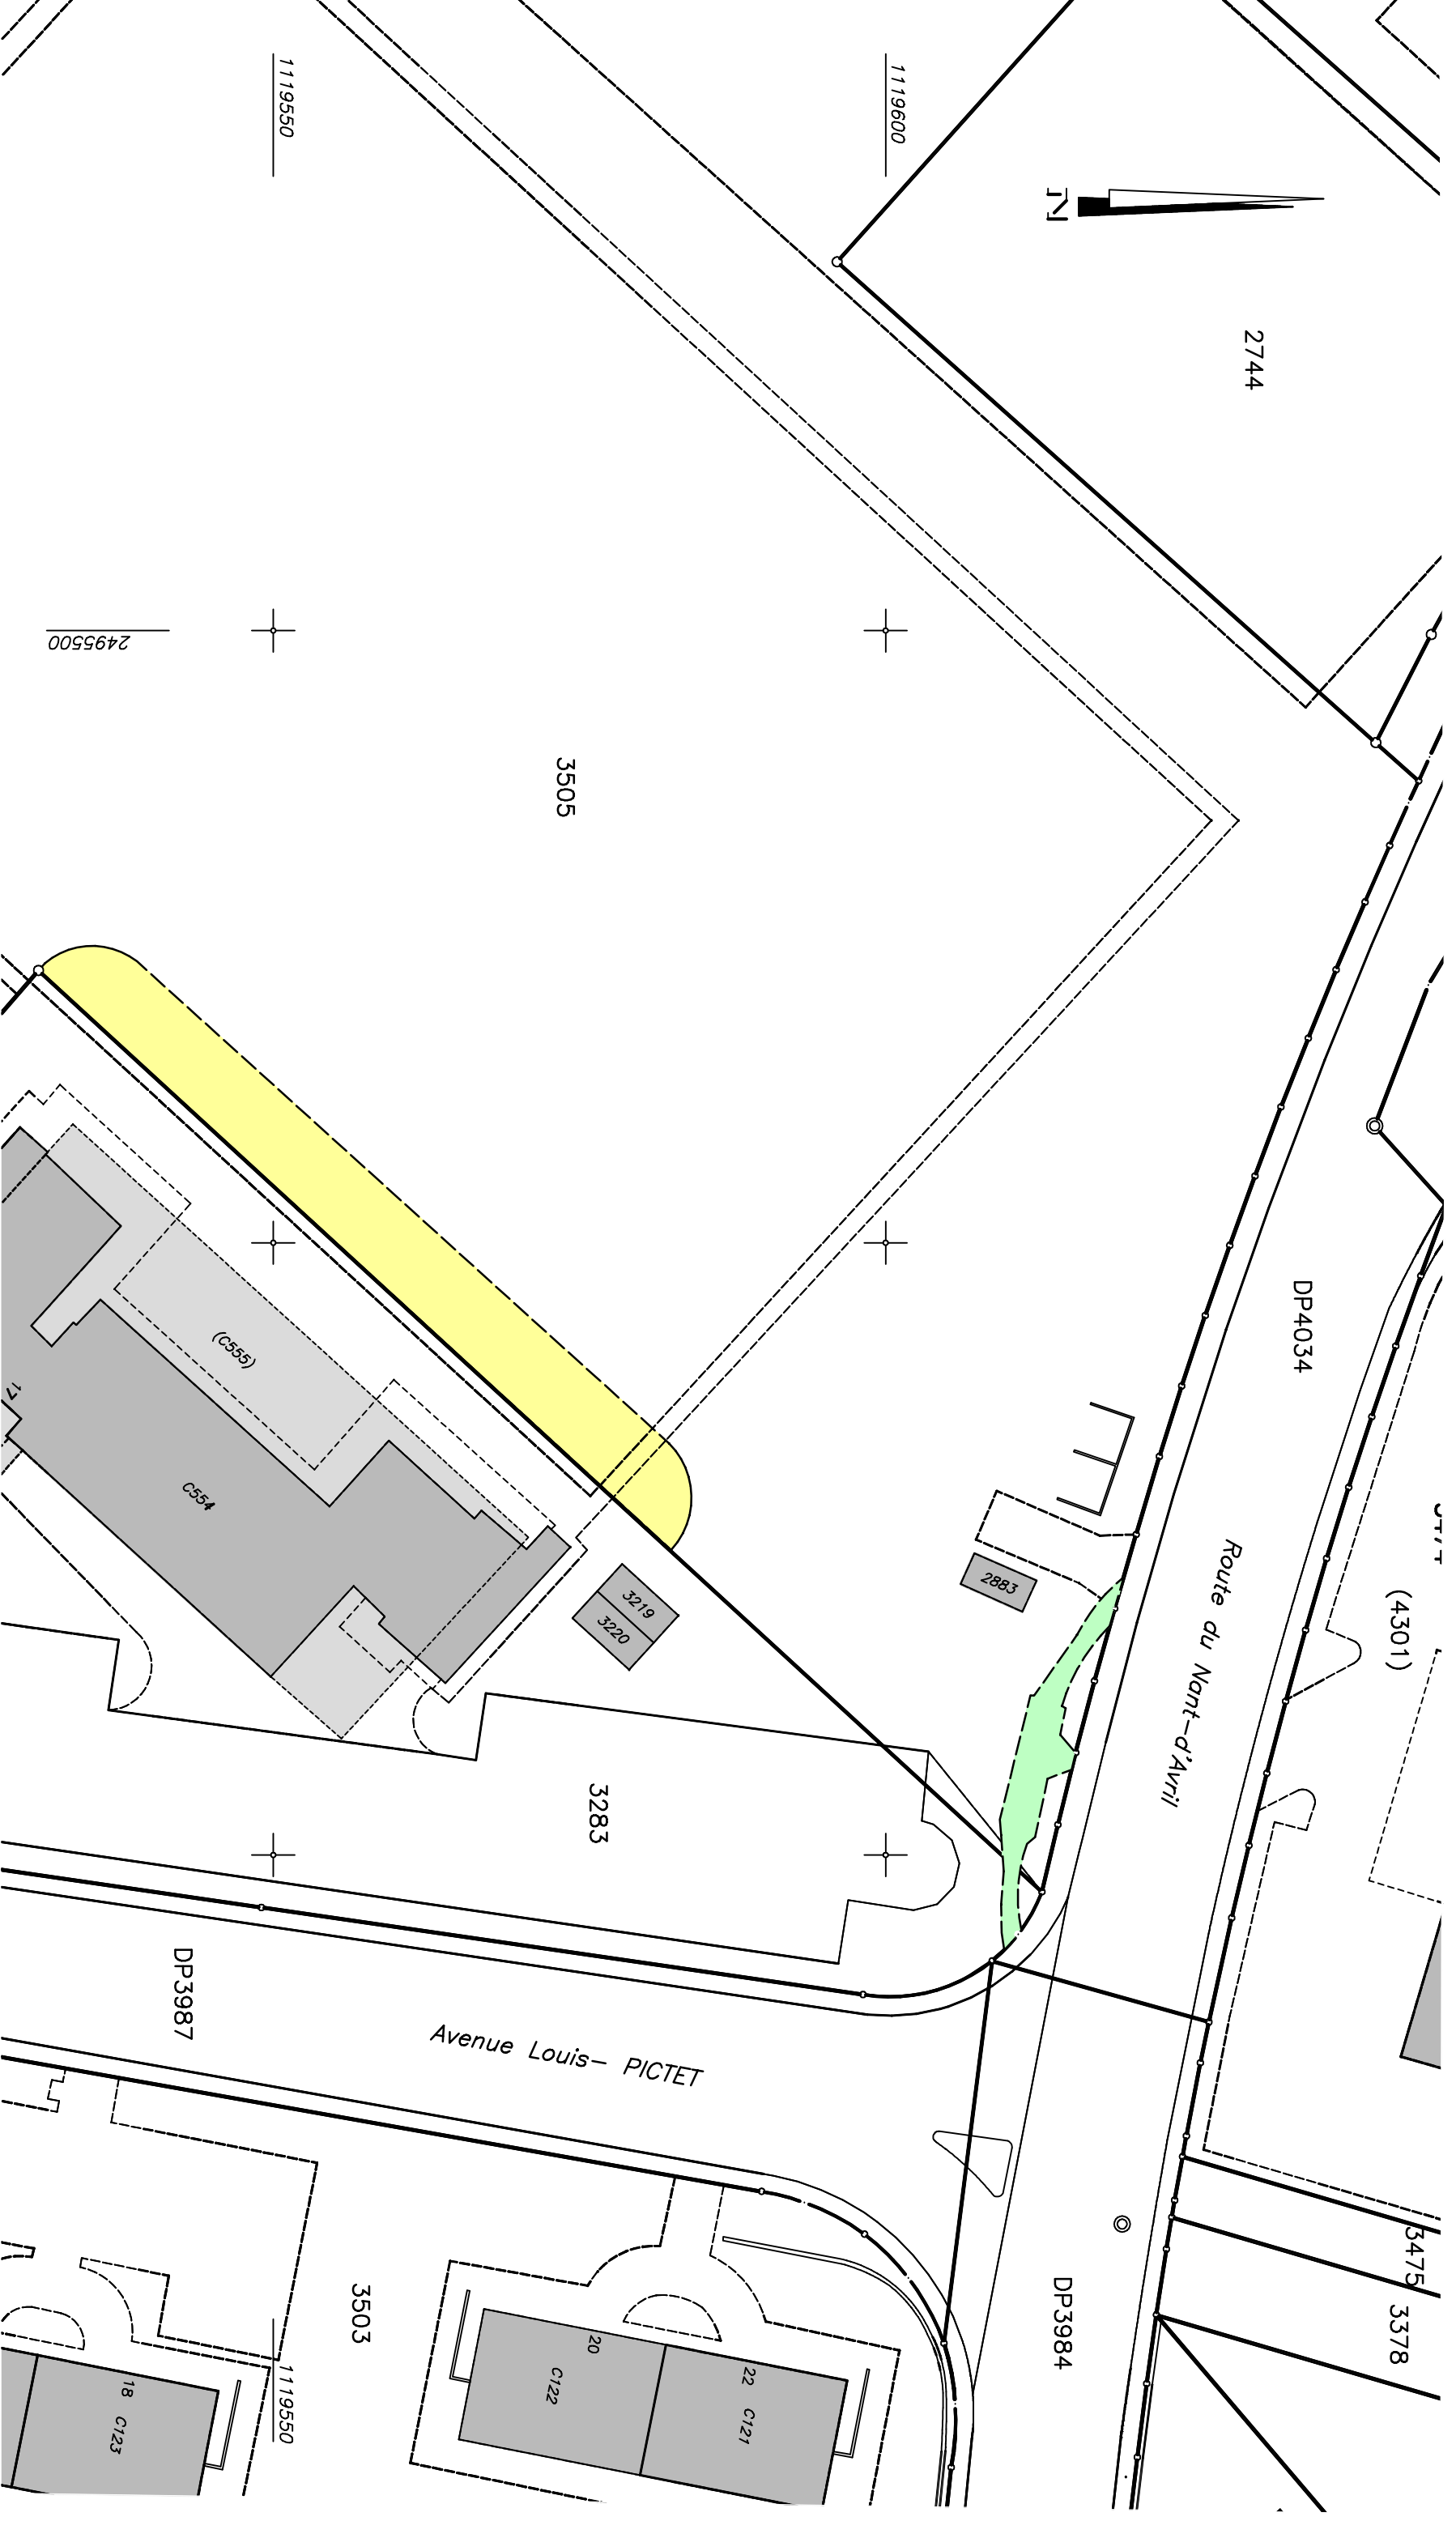 1119550
1119600
N
2744
2495500
3505
DP4034
Route du Nant-d'Avril
(4301)
2883
(C555)
C554
3219
3220
3283
DP3987
Avenue Louis- PICTET
3475
3378
DP3984
3503
1119550
20
C122
22
C121
18
C123